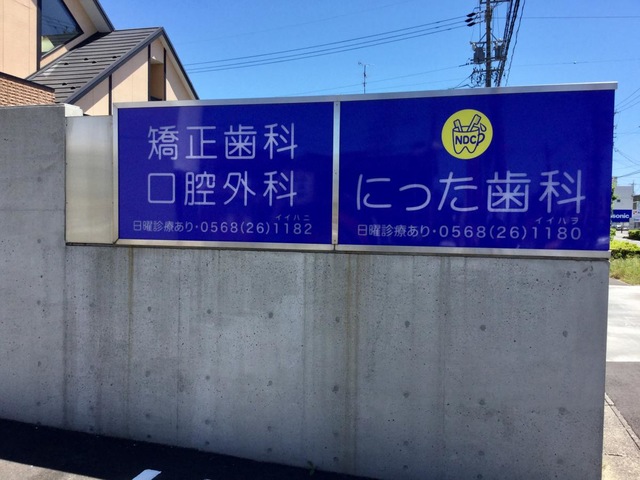 矯正歯科
口腔外科
イイハニ
日曜診療あり・0568(26)1182
NDC
にった歯科
イイハヲ
日曜診療あり・0568(26)1180
sonic